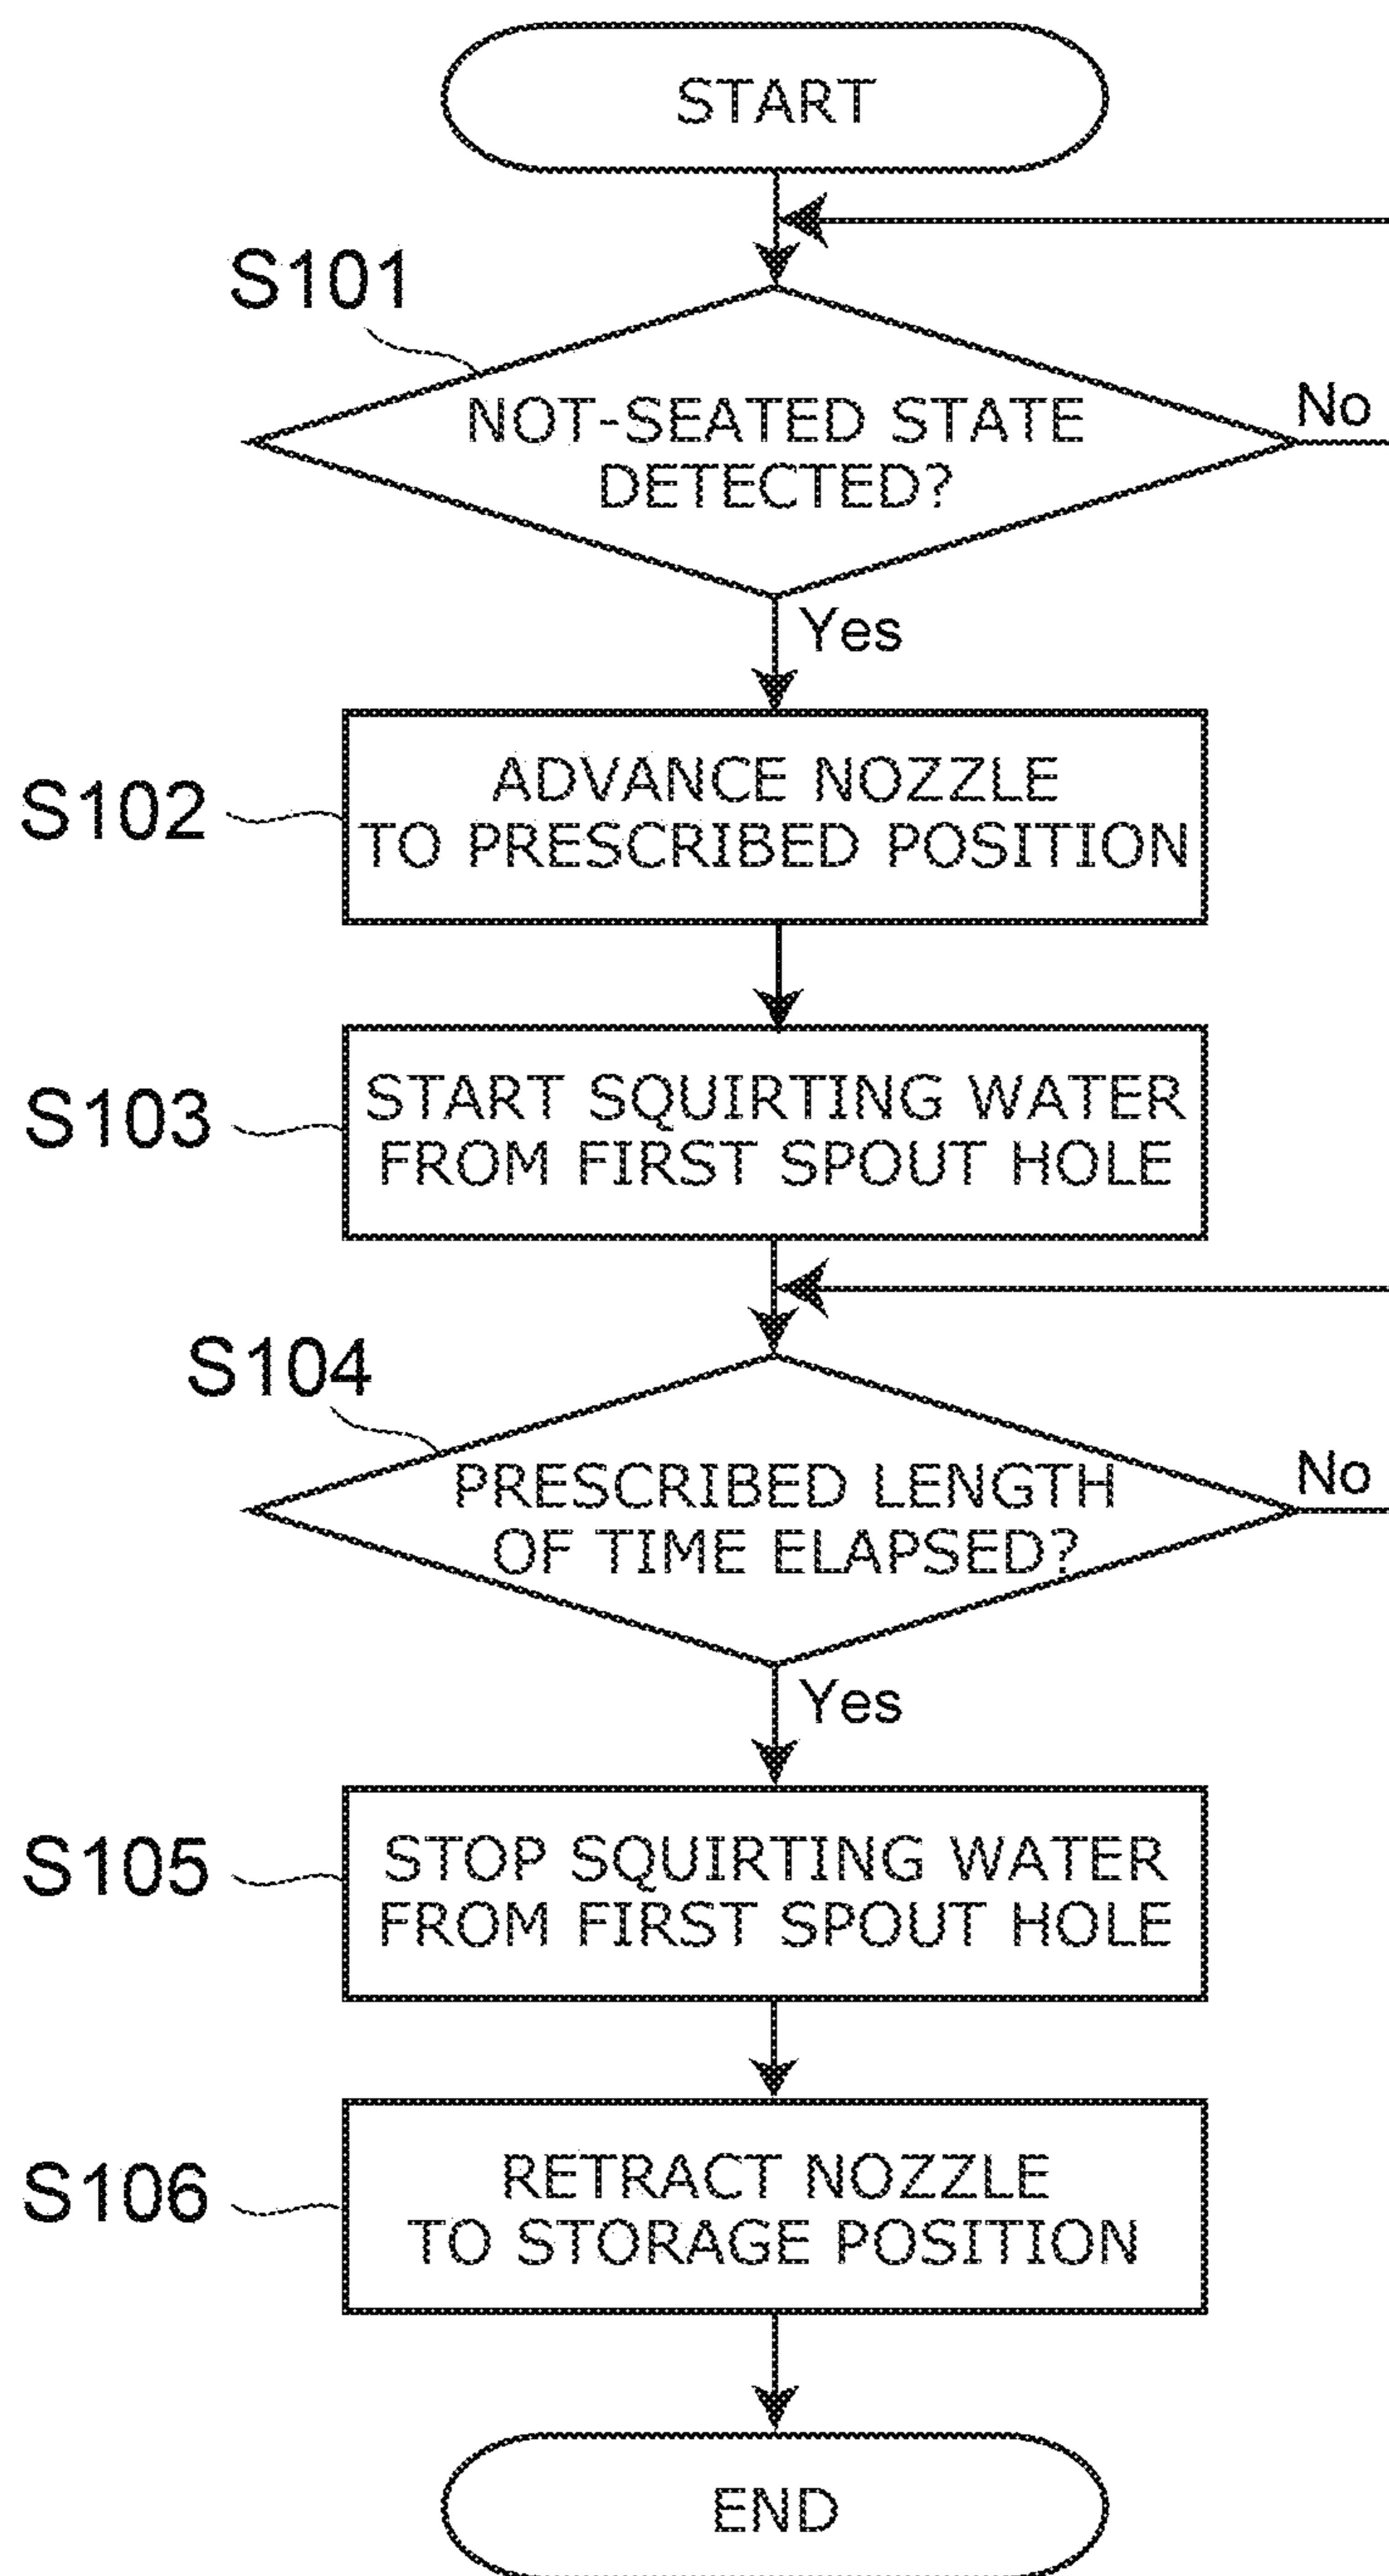 START
S101
NOT-SEATED STATE
DETECTED?
No
Yes
S102
ADVANCE NOZZLE
TO PRESCRIBED POSITION
S103
START SQUIRTING WATER
FROM FIRST SPOUT HOLE
S104
PRESCRIBED LENGTH
OF TIME ELAPSED?
No
Yes
S105
STOP SQUIRTING WATER
FROM FIRST SPOUT HOLE
S106
RETRACT NOZZLE
TO STORAGE POSITION
END